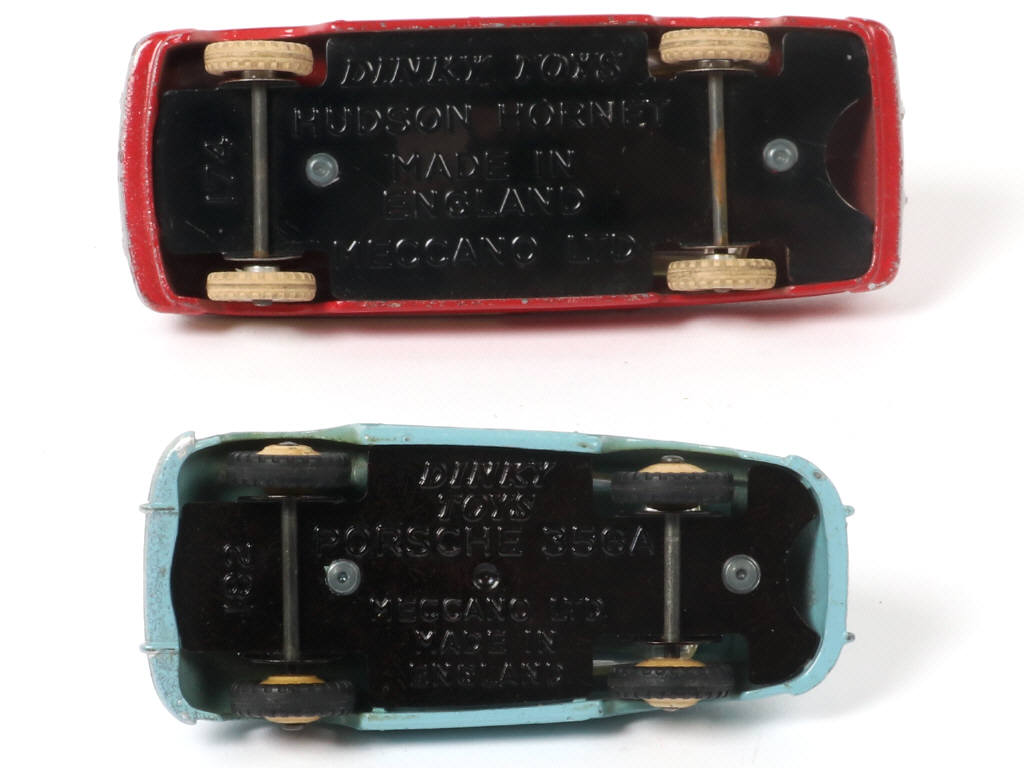 DINKY TOYS
HUDSON HORNET
174
MADE IN
ENGLAND
MECCANO LTD
DINKY
TOYS
PORSCHE 356A
182
MECCANO LTD.
MADE IN
ENGLAND